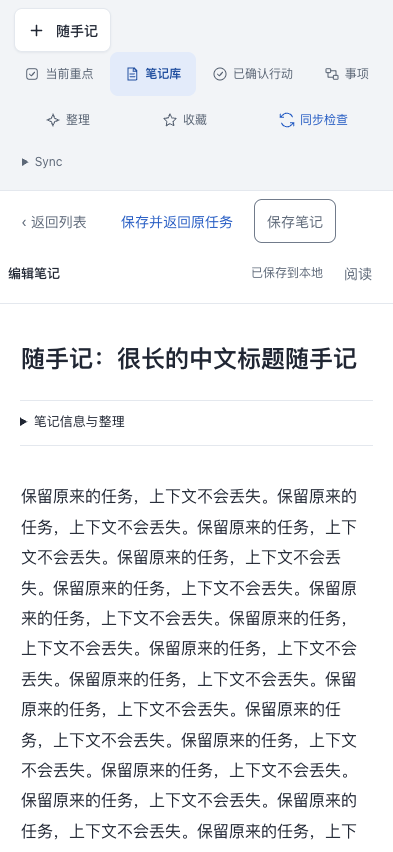 随手记
当前重点 笔记库 已确认行动 事项
整理 收藏 同步检查
Sync
‹ 返回列表 保存并返回原任务 保存笔记
编辑笔记 已保存到本地 阅读
随手记：很长的中文标题随手记
笔记信息与整理
保留原来的任务，上下文不会丢失。保留原来的
任务，上下文不会丢失。保留原来的任务，上下
文不会丢失。保留原来的任务，上下文不会丢
失。保留原来的任务，上下文不会丢失。保留原
来的任务，上下文不会丢失。保留原来的任务，
上下文不会丢失。保留原来的任务，上下文不会
丢失。保留原来的任务，上下文不会丢失。保留
原来的任务，上下文不会丢失。保留原来的任
务，上下文不会丢失。保留原来的任务，上下文
不会丢失。保留原来的任务，上下文不会丢失。
保留原来的任务，上下文不会丢失。保留原来的
任务，上下文不会丢失。保留原来的任务，上下